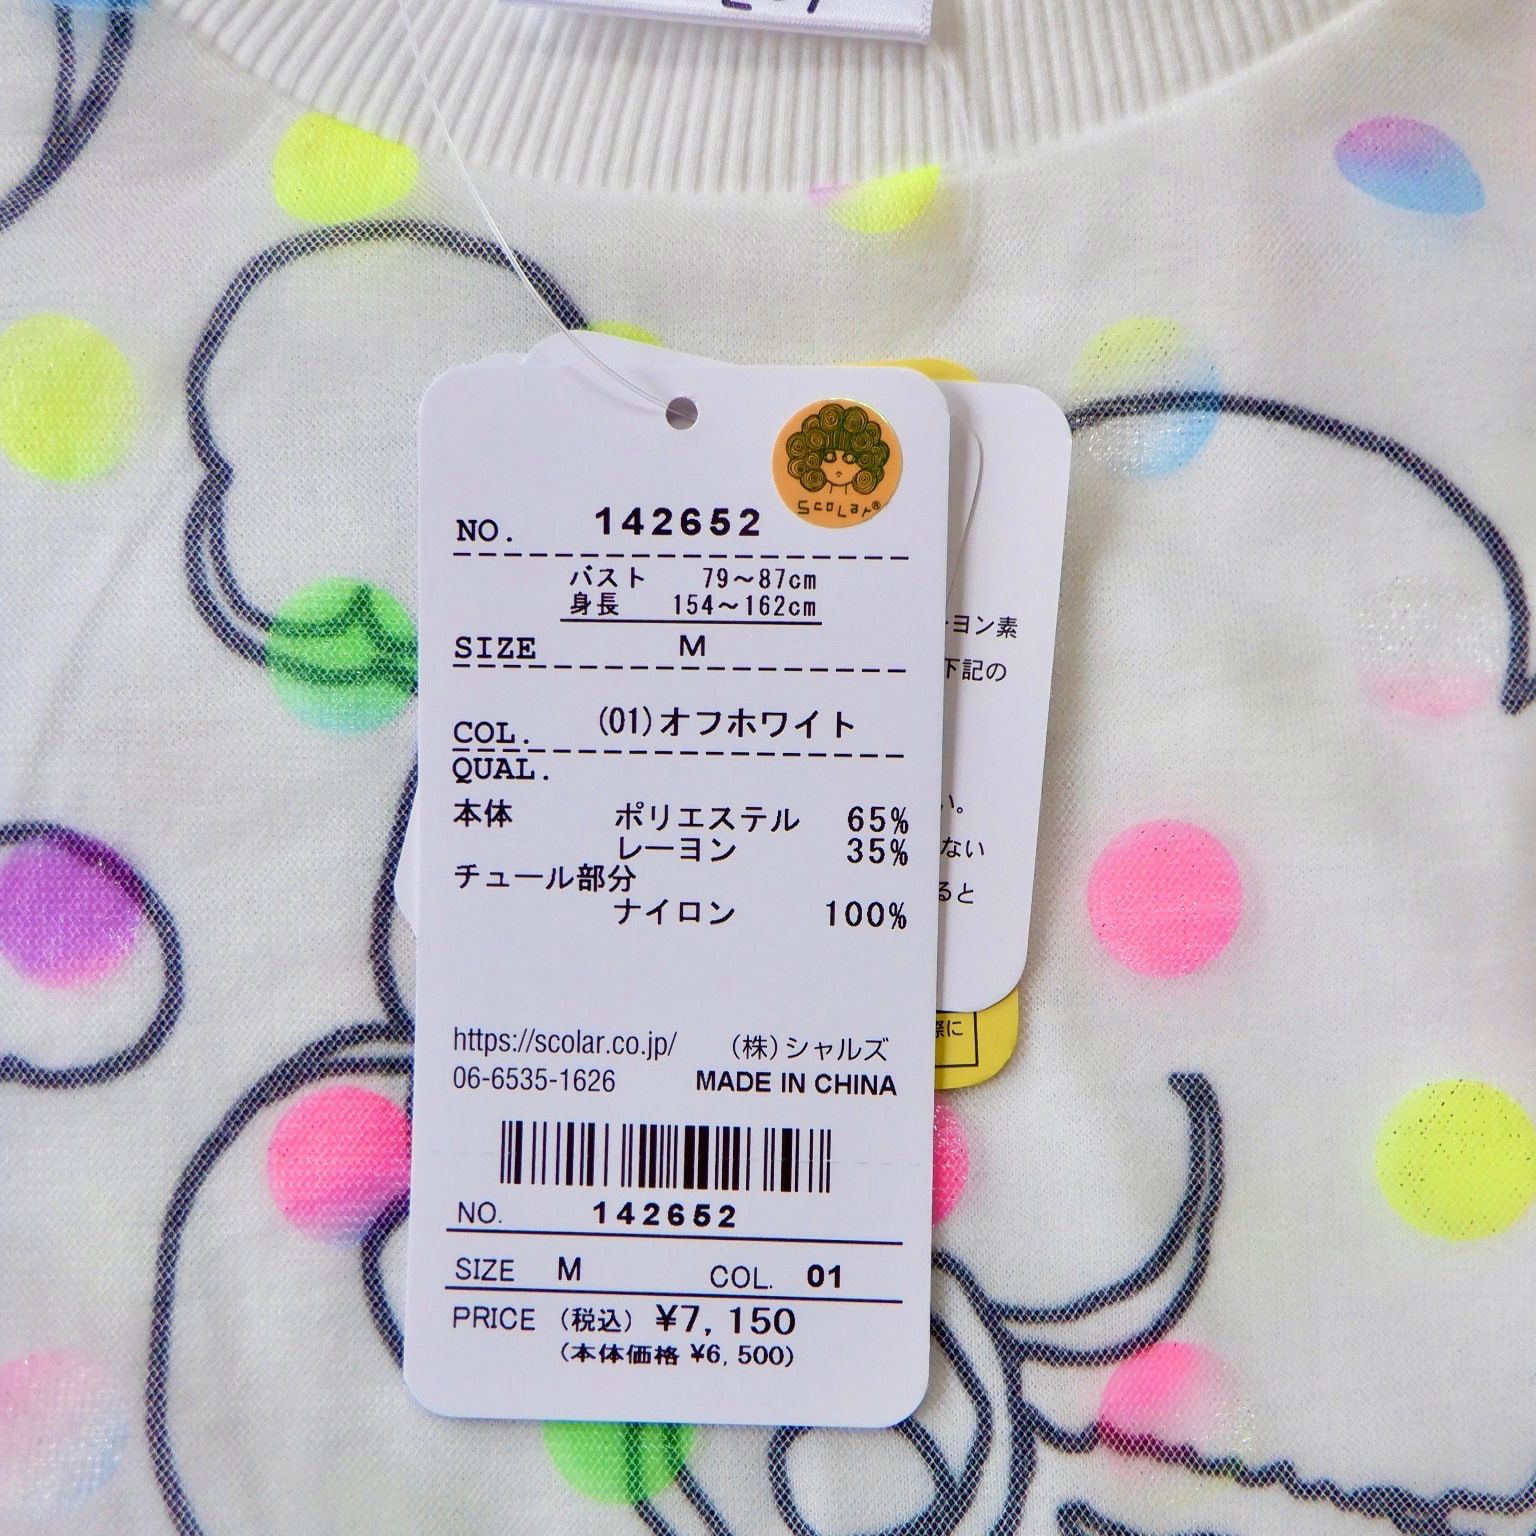 ScoLar®
NO. 142652
バスト 79～87cm
身長 154～162cm
SIZE M
COL. (01)オフホワイト
QUAL.
本体 ポリエステル 65%
レーヨン 35%
チュール部分
ナイロン 100%
https://scolar.co.jp/ (株)シャルズ
06-6535-1626 MADE IN CHINA
NO. 142652
SIZE M COL. 01
PRICE (税込) ¥7,150
(本体価格 ¥6,500)
ヨン素
下記の
い。
ない
ると
際に